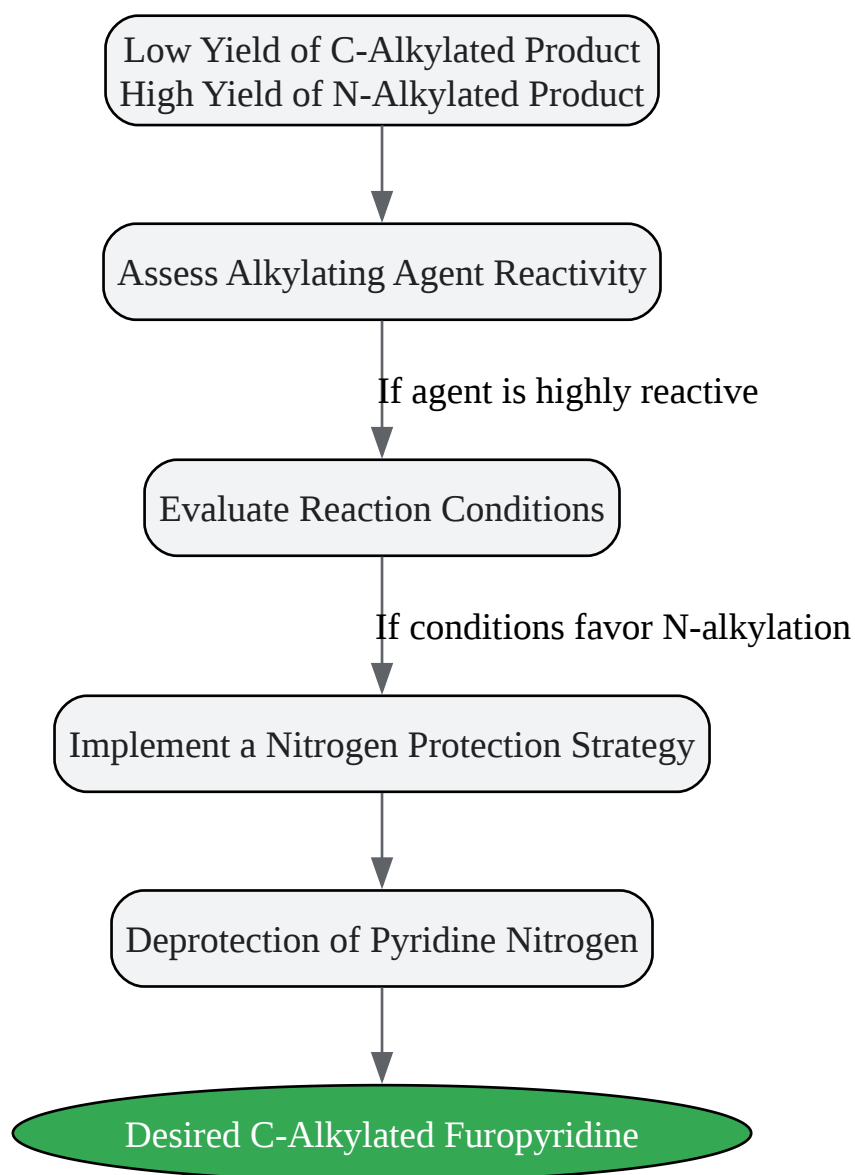 Low Yield of C-Alkylated Product
High Yield of N-Alkylated Product
Assess Alkylating Agent Reactivity
If agent is highly reactive
Evaluate Reaction Conditions
If conditions favor N-alkylation
Implement a Nitrogen Protection Strategy
Deprotection of Pyridine Nitrogen
Desired C-Alkylated Furopyridine